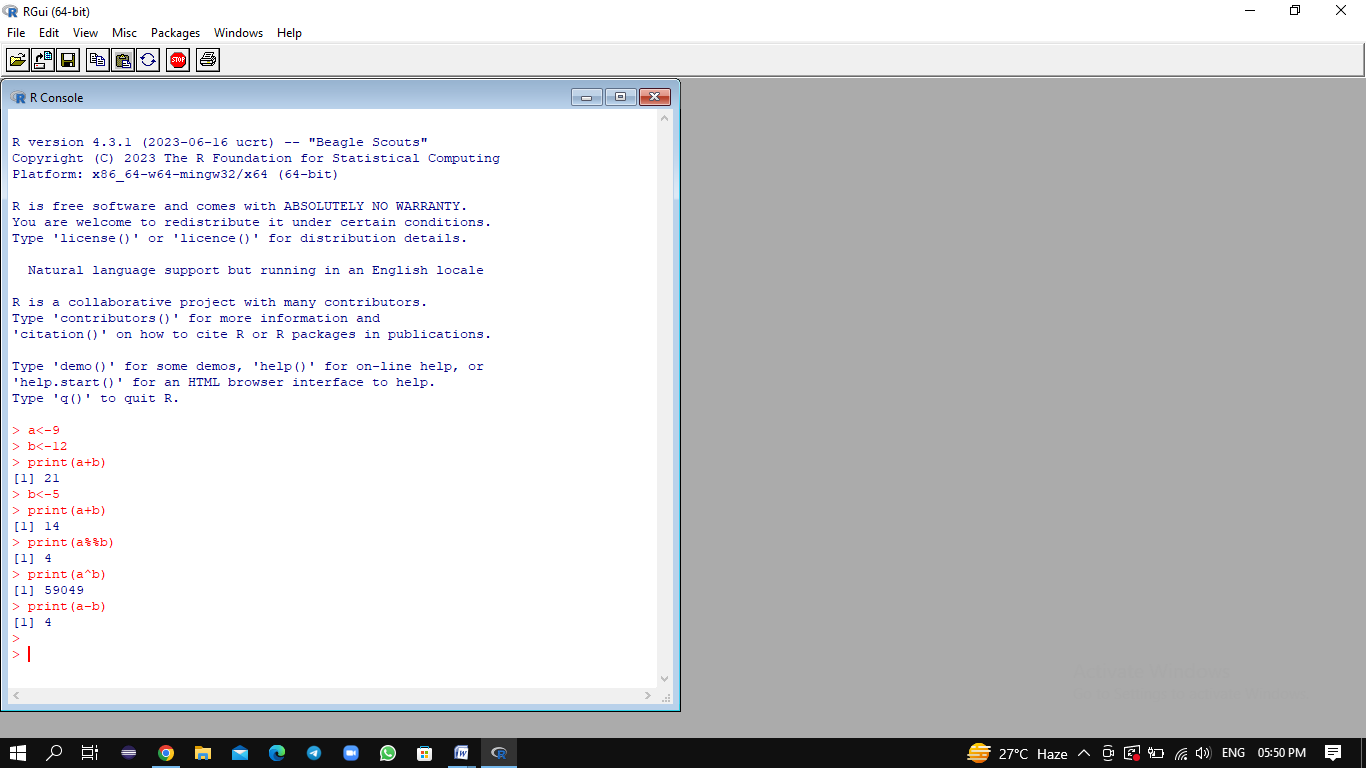 RGui (64-bit)
File Edit View Misc Packages Windows Help
STOP
R Console
R version 4.3.1 (2023-06-16 ucrt) -- "Beagle Scouts"
Copyright (C) 2023 The R Foundation for Statistical Computing
Platform: x86_64-w64-mingw32/x64 (64-bit)
R is free software and comes with ABSOLUTELY NO WARRANTY.
You are welcome to redistribute it under certain conditions.
Type 'license()' or 'licence()' for distribution details.
Natural language support but running in an English locale
R is a collaborative project with many contributors.
Type 'contributors()' for more information and
'citation()' on how to cite R or R packages in publications.
Type 'demo()' for some demos, 'help()' for on-line help, or
'help.start()' for an HTML browser interface to help.
Type 'q()' to quit R.
> a<-9
> b<-12
> print(a+b)
[1] 21
> b<-5
> print(a+b)
[1] 14
> print(a%%b)
[1] 4
> print(a^b)
[1] 59049
> print(a-b)
[1] 4
>
>
27°C Haze ENG 05:50 PM